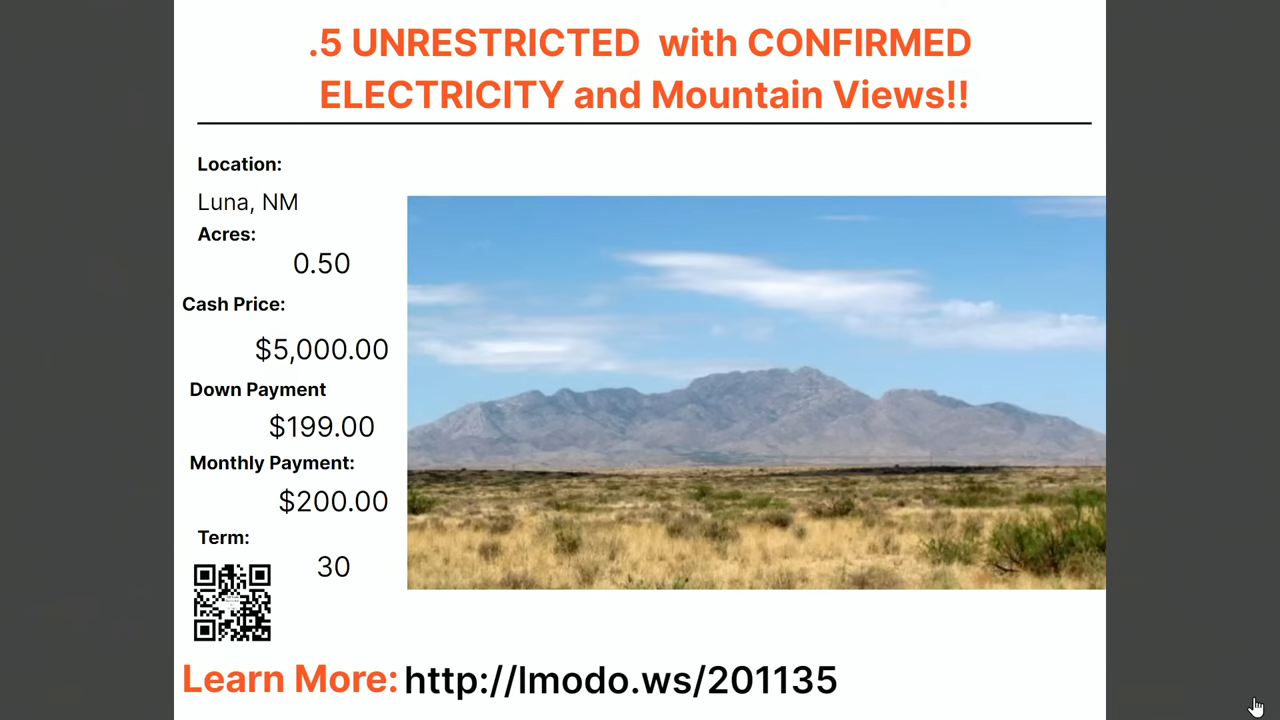 .5 UNRESTRICTED with CONFIRMED
ELECTRICITY and Mountain Views!!
Location:
Luna, NM
Acres:
0.50
Cash Price:
$5,000.00
Down Payment
$199.00
Monthly Payment:
$200.00
Term:
30
Learn More: http://lmodo.ws/201135